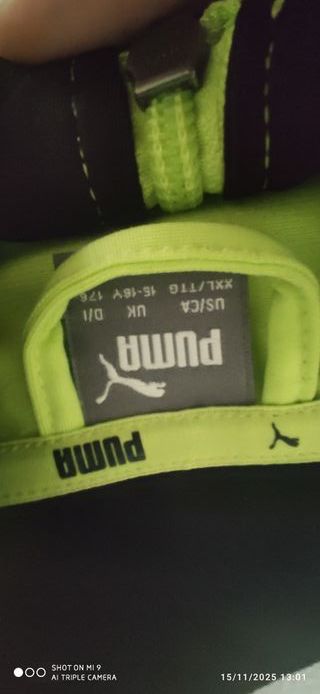 PUMA
US/CA UK D/I
XXL/TTG 15-16Y 176
PUMA
SHOT ON MI 9
AI TRIPLE CAMERA
15/11/2025 13:01